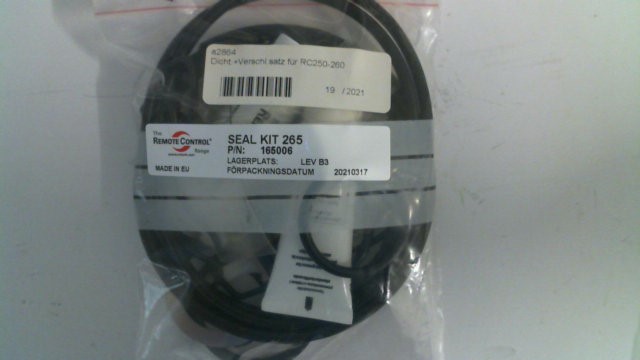 a2864
Dicht.+Verschl.satz für RC250-260
19 /2021
The
REMOTE CONTROL®
Range
SEAL KIT 265
P/N: 165006
LAGERPLATS: LEV B3
MADE IN EU
FÖRPACKNINGSDATUM 20210317